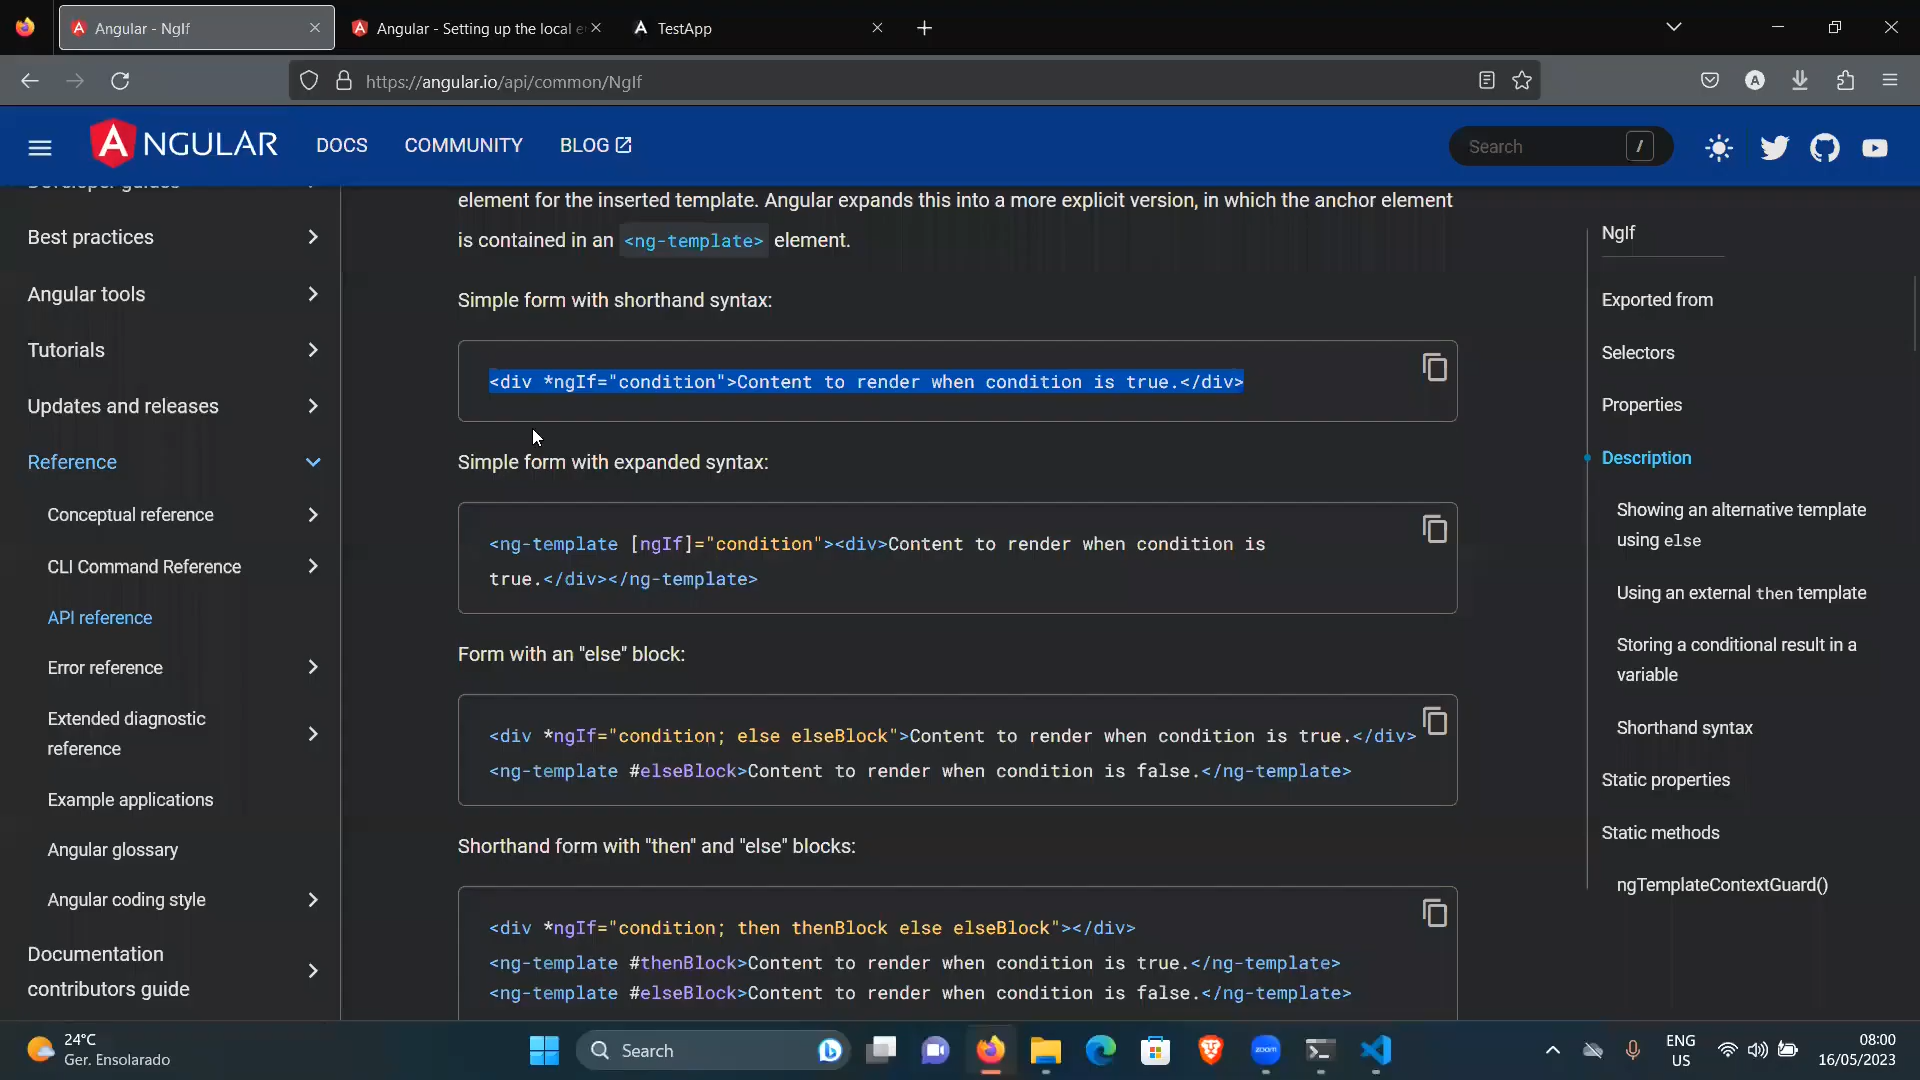 Angular - NgIf
Angular - Setting up the local e
TestApp
https://angular.io/api/common/NgIf
ANGULAR
DOCS
COMMUNITY
BLOG
Search
/
Developer guides
Best practices
Angular tools
Tutorials
Updates and releases
Reference
Conceptual reference
CLI Command Reference
API reference
Error reference
Extended diagnostic
reference
Example applications
Angular glossary
Angular coding style
Documentation
contributors guide
element for the inserted template. Angular expands this into a more explicit version, in which the anchor element
is contained in an <ng-template> element.
Simple form with shorthand syntax:
<div *ngIf="condition">Content to render when condition is true.</div>
Simple form with expanded syntax:
<ng-template [ngIf]="condition"><div>Content to render when condition is
true.</div></ng-template>
Form with an "else" block:
<div *ngIf="condition; else elseBlock">Content to render when condition is true.</div>
<ng-template #elseBlock>Content to render when condition is false.</ng-template>
Shorthand form with "then" and "else" blocks:
<div *ngIf="condition; then thenBlock else elseBlock"></div>
<ng-template #thenBlock>Content to render when condition is true.</ng-template>
<ng-template #elseBlock>Content to render when condition is false.</ng-template>
NgIf
Exported from
Selectors
Properties
Description
Showing an alternative template
using else
Using an external then template
Storing a conditional result in a
variable
Shorthand syntax
Static properties
Static methods
ngTemplateContextGuard()
24°C
Ger. Ensolarado
Search
zoom
ENG
US
08:00
16/05/2023